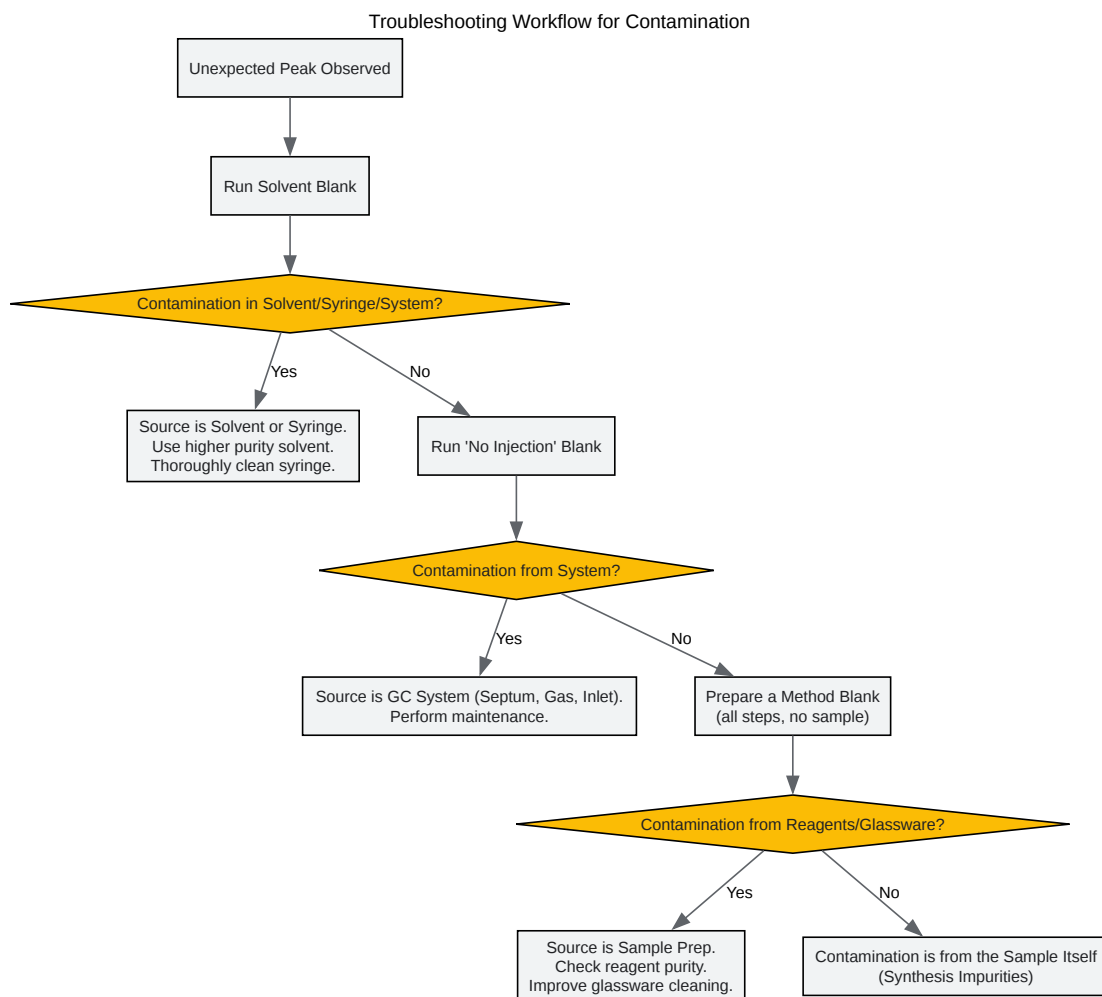 Troubleshooting Workflow for Contamination
Unexpected Peak Observed
Run Solvent Blank
Contamination in Solvent/Syringe/System?
Yes
No
Source is Solvent or Syringe.
Use higher purity solvent.
Thoroughly clean syringe.
Run 'No Injection' Blank
Contamination from System?
Yes
No
Source is GC System (Septum, Gas, Inlet).
Perform maintenance.
Prepare a Method Blank
(all steps, no sample)
Contamination from Reagents/Glassware?
Yes
No
Source is Sample Prep.
Check reagent purity.
Improve glassware cleaning.
Contamination is from the Sample Itself
(Synthesis Impurities)